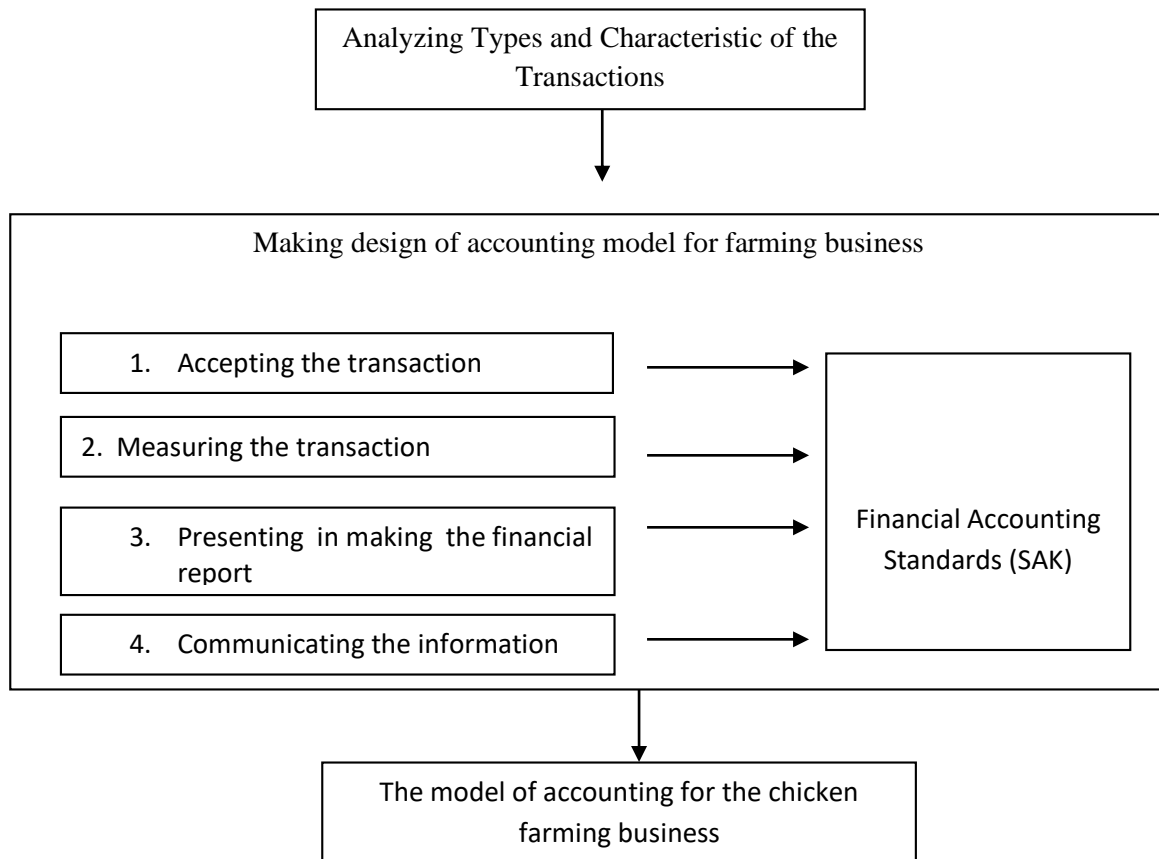 Analyzing Types and Characteristic of the
Transactions
Making design of accounting model for farming business
1. Accepting the transaction
2. Measuring the transaction
3. Presenting in making the financial
report
4. Communicating the information
Financial Accounting
Standards (SAK)
The model of accounting for the chicken
farming business